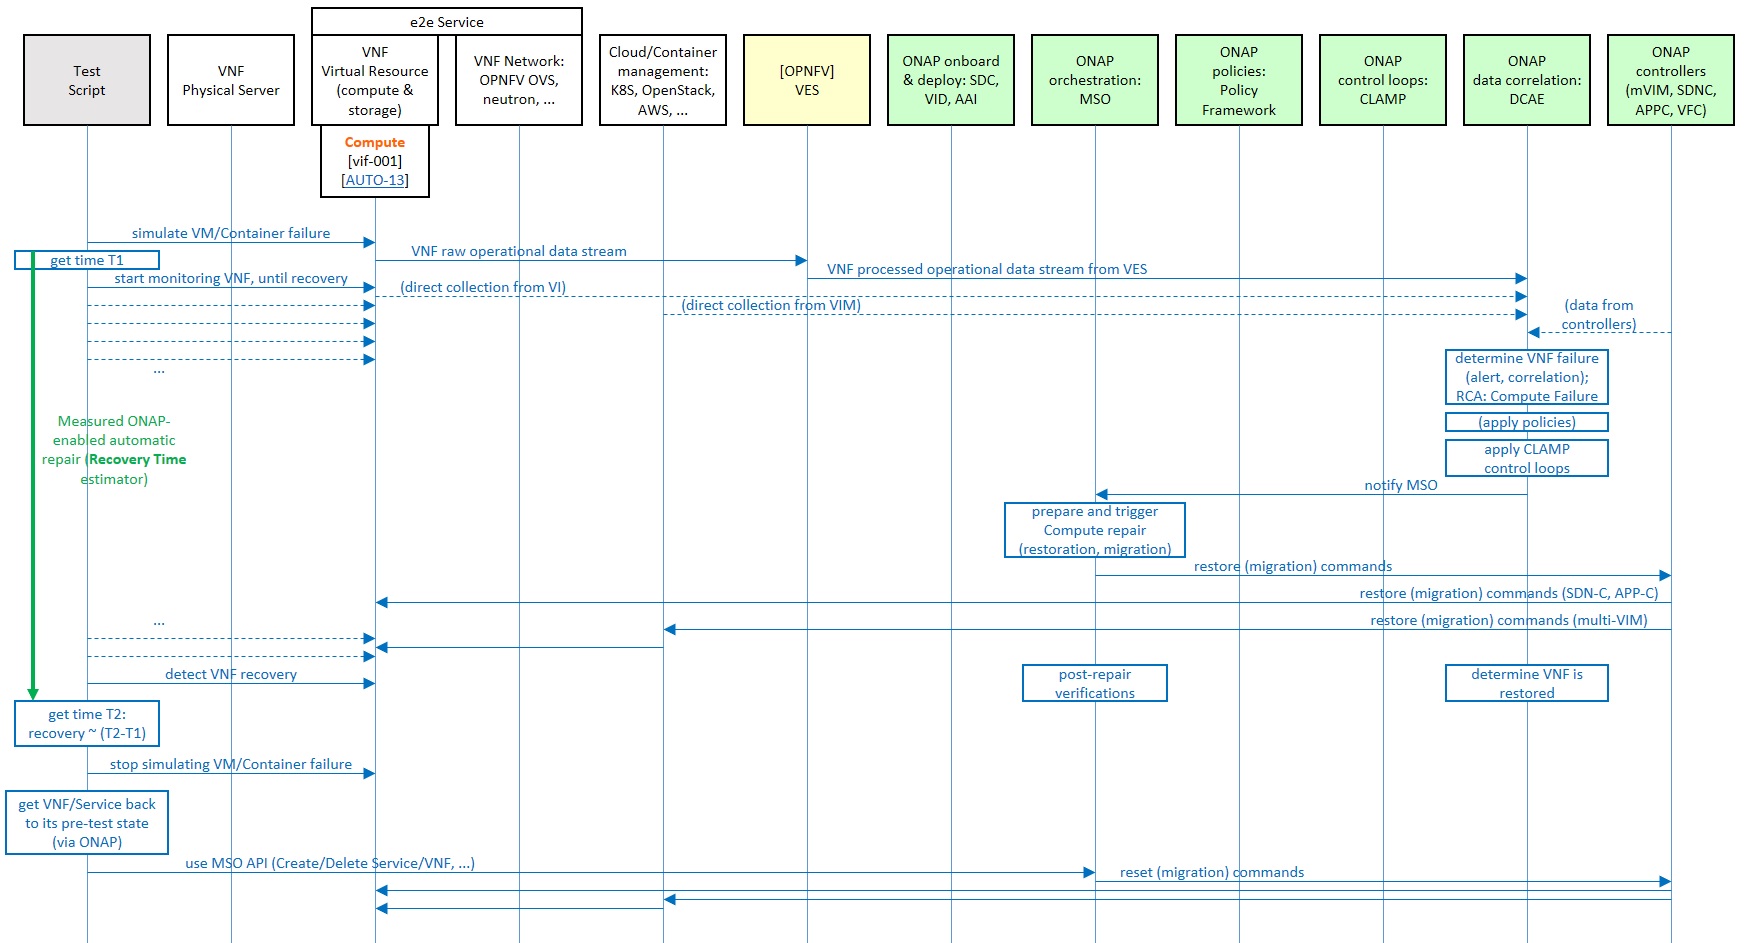 e2e Service
Test
Script
VNF
Physical Server
VNF
Virtual Resource
(compute &
storage)
VNF Network:
OPNFV OVS,
neutron, ...
Cloud/Container
management:
K8S, OpenStack,
AWS, ...
[OPNFV]
VES
ONAP onboard
& deploy: SDC,
VID, AAI
ONAP
orchestration:
MSO
ONAP
policies:
Policy
Framework
ONAP
control loops:
CLAMP
ONAP
data correlation:
DCAE
ONAP
controllers
(mVIM, SDNC,
APPC, VFC)
Compute
[vif-001]
[AUTO-13]
simulate VM/Container failure
VNF raw operational data stream
get time T1
VNF processed operational data stream from VES
start monitoring VNF, until recovery
(direct collection from VI)
(direct collection from VIM)
(data from
controllers)
...
determine VNF failure
(alert, correlation);
RCA: Compute Failure
(apply policies)
apply CLAMP
control loops
Measured ONAP-
enabled automatic
repair (Recovery Time
estimator)
notify MSO
prepare and trigger
Compute repair
(restoration, migration)
restore (migration) commands
restore (migration) commands (SDN-C, APP-C)
...
restore (migration) commands (multi-VIM)
detect VNF recovery
post-repair
verifications
determine VNF is
restored
get time T2:
recovery ~ (T2-T1)
stop simulating VM/Container failure
get VNF/Service back
to its pre-test state
(via ONAP)
use MSO API (Create/Delete Service/VNF, ...)
reset (migration) commands